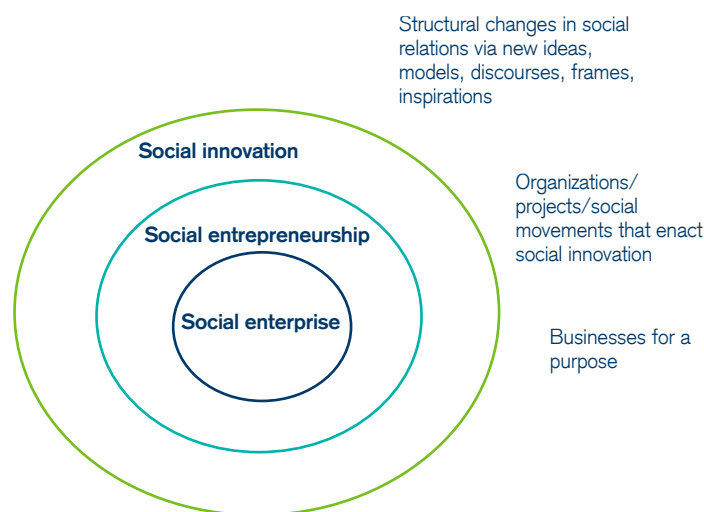 Structural changes in social
relations via new ideas,
models, discourses, frames,
inspirations
Social innovation
Organizations/
projects/social
movements that enact
social innovation
Social entrepreneurship
Social enterprise
Businesses for a
purpose